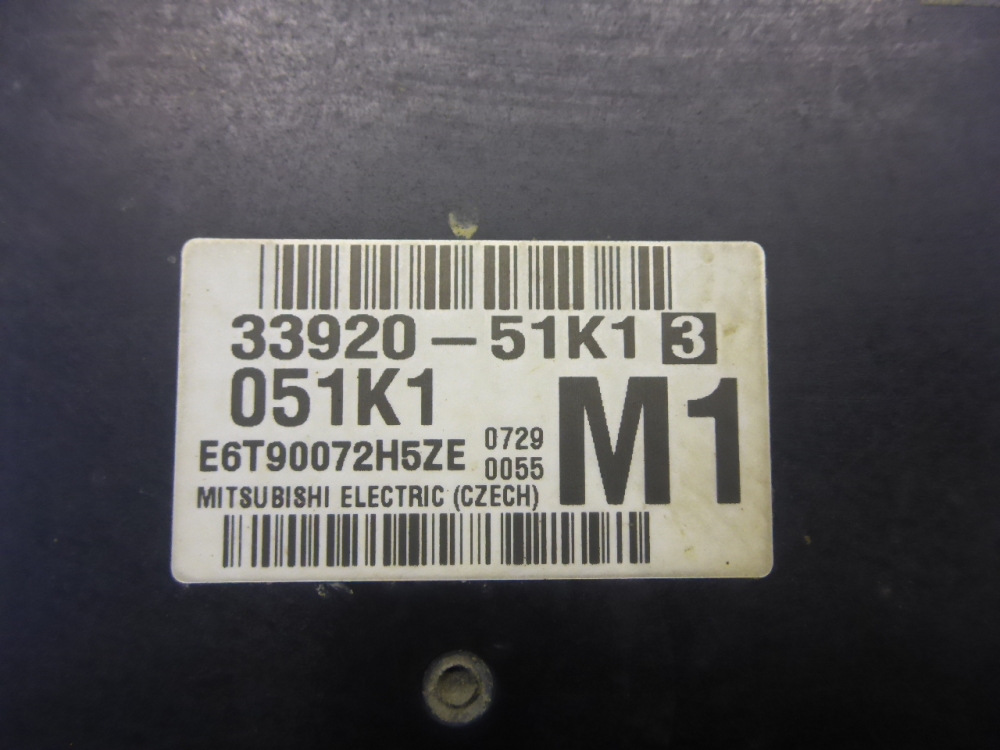 33920-51K1 3
051K1
M1
E6T90072H5ZE
0729
0055
MITSUBISHI ELECTRIC (CZECH)